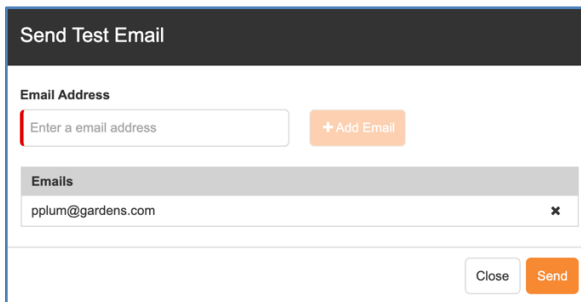 Send Test Email
Email Address
Enter a email address
+ Add Email
Emails
pplum@gardens.com
Close
Send